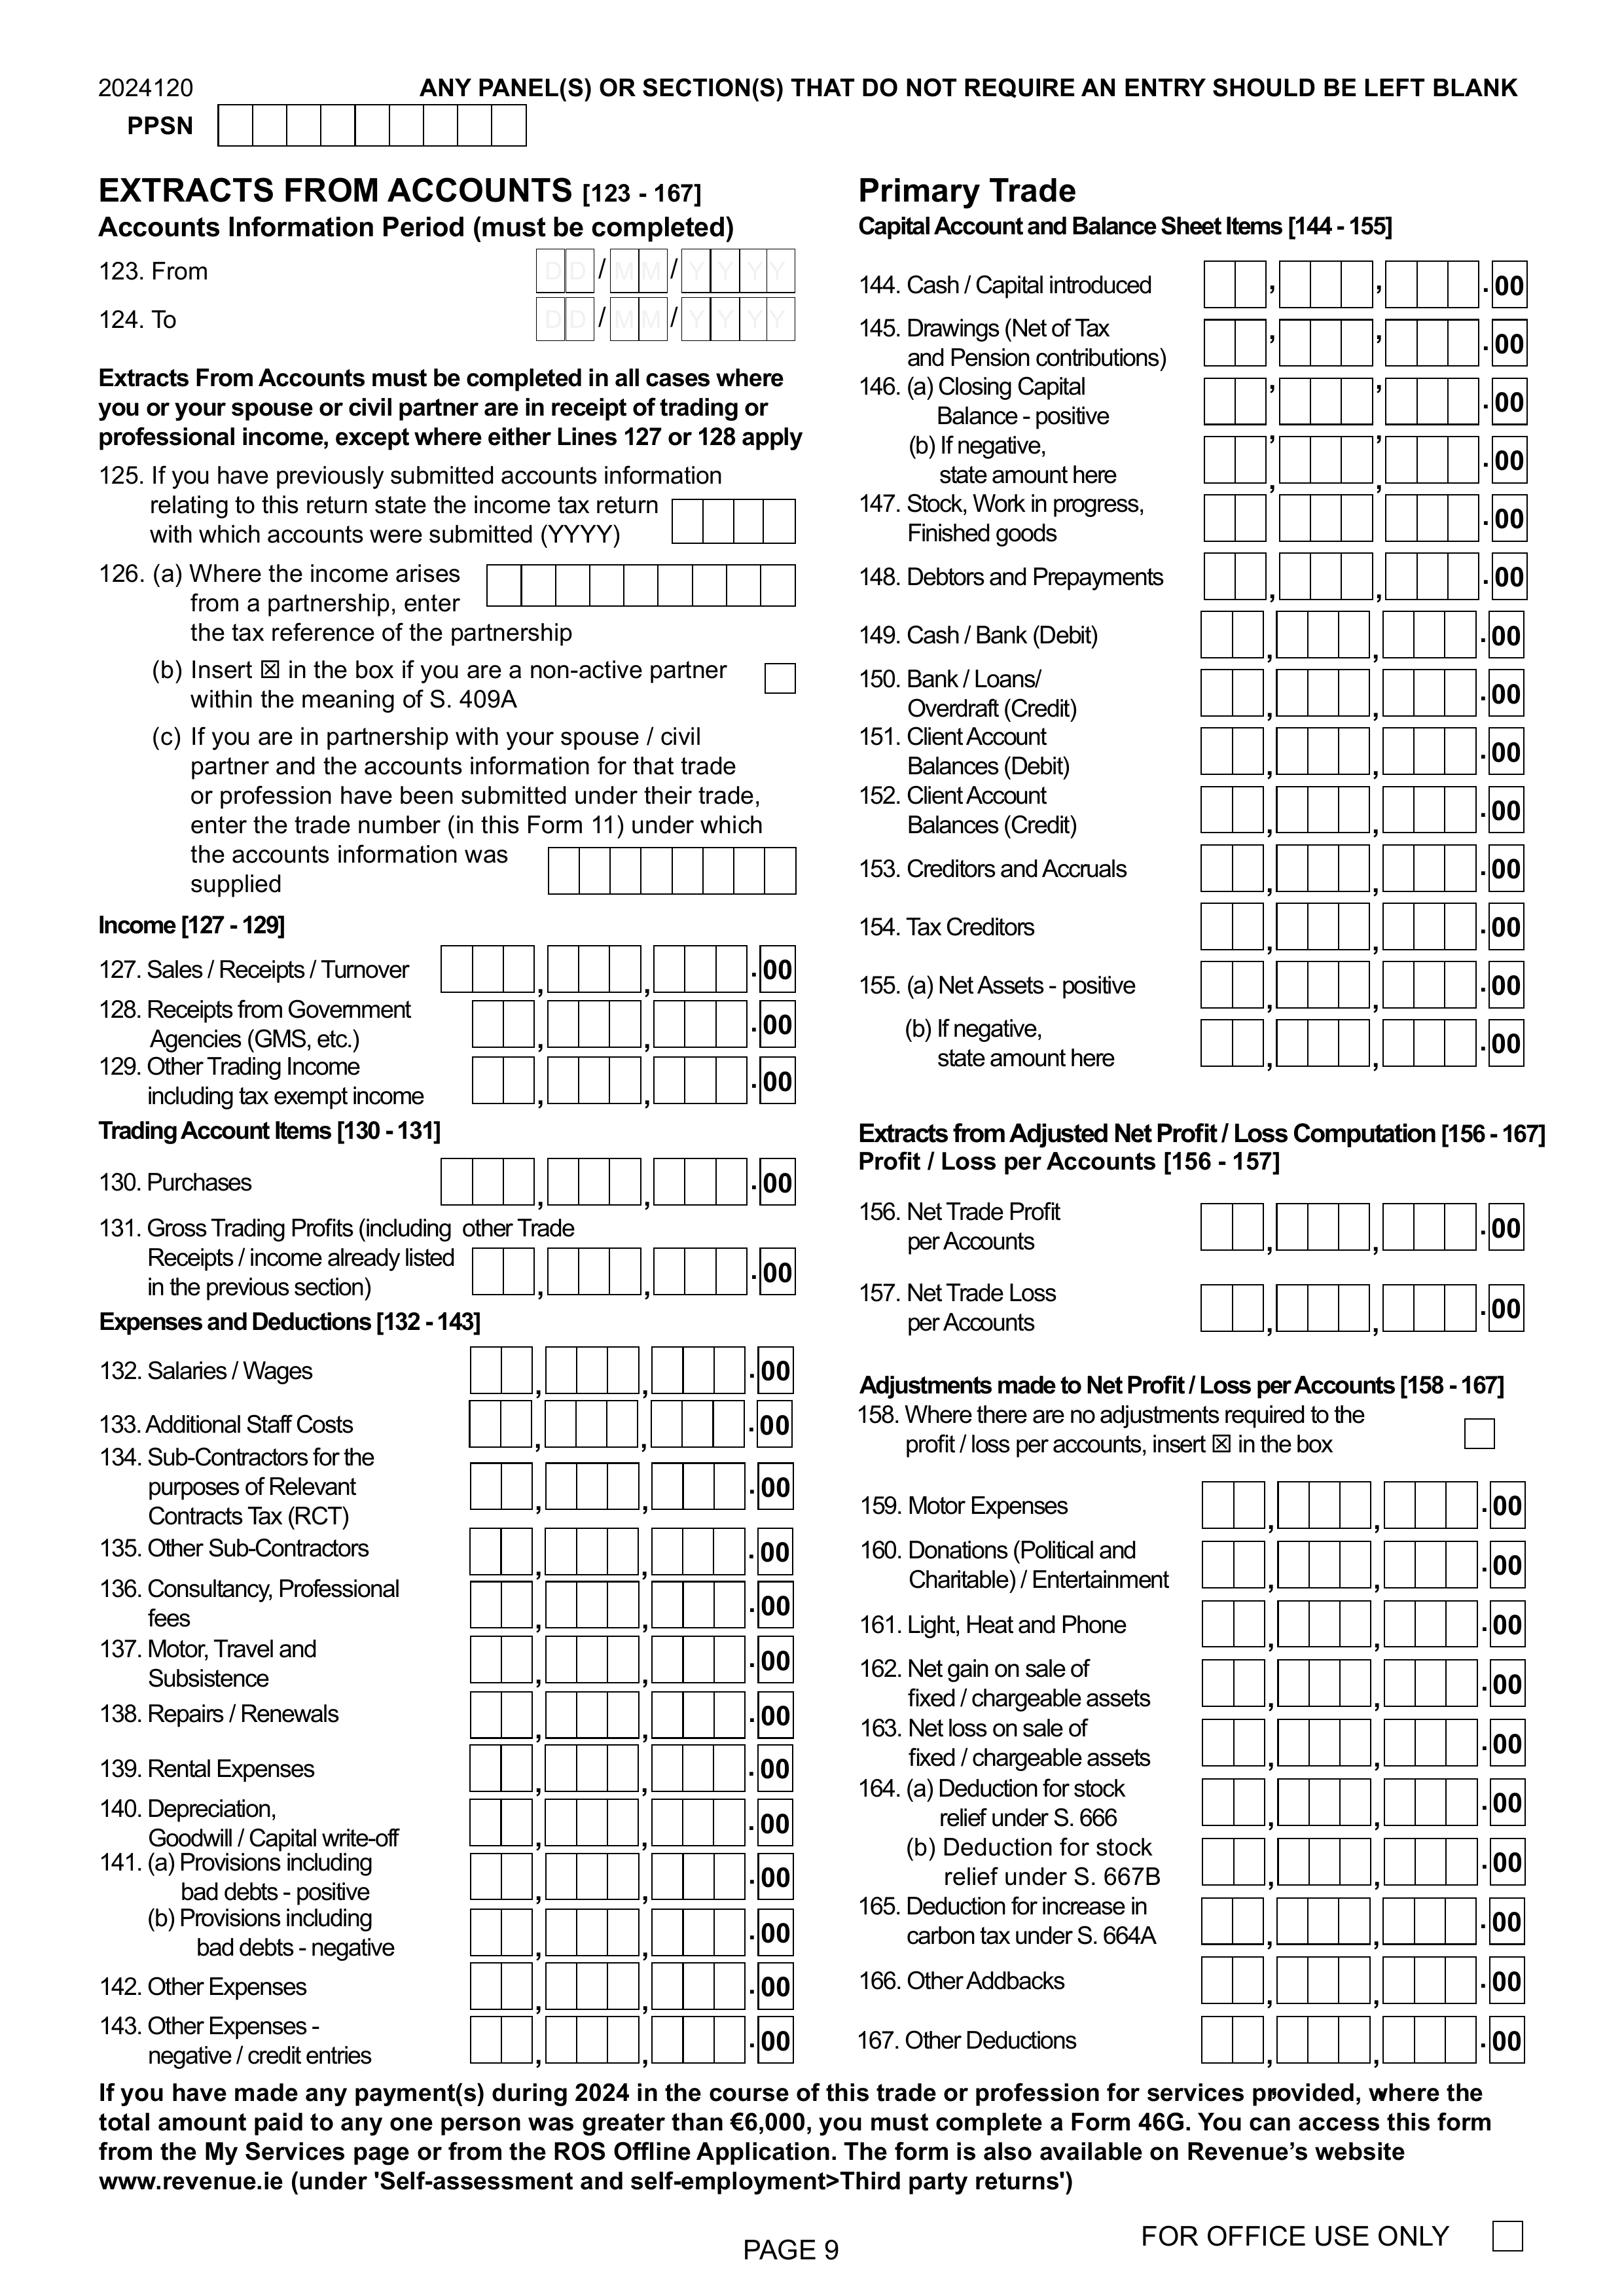 2024120
ANY PANEL(S) OR SECTION(S) THAT DO NOT REQUIRE AN ENTRY SHOULD BE LEFT BLANK
PPSN
EXTRACTS FROM ACCOUNTS [123 - 167]
Accounts Information Period (must be completed)
123. From DD/MM/YYYY
124. To DD/MM/YYYY
Extracts From Accounts must be completed in all cases where
you or your spouse or civil partner are in receipt of trading or
professional income, except where either Lines 127 or 128 apply
125. If you have previously submitted accounts information
relating to this return state the income tax return
with which accounts were submitted (YYYY)
126. (a) Where the income arises
from a partnership, enter
the tax reference of the partnership
(b) Insert ☒ in the box if you are a non-active partner
within the meaning of S. 409A
(c) If you are in partnership with your spouse / civil
partner and the accounts information for that trade
or profession have been submitted under their trade,
enter the trade number (in this Form 11) under which
the accounts information was
supplied
Income [127 - 129]
127. Sales / Receipts / Turnover , , .00
128. Receipts from Government
Agencies (GMS, etc.) , , .00
129. Other Trading Income
including tax exempt income , , .00
Trading Account Items [130 - 131]
130. Purchases , , .00
131. Gross Trading Profits (including other Trade
Receipts / income already listed
in the previous section) , , .00
Expenses and Deductions [132 - 143]
132. Salaries / Wages , , .00
133. Additional Staff Costs , , .00
134. Sub-Contractors for the
purposes of Relevant
Contracts Tax (RCT) , , .00
135. Other Sub-Contractors , , .00
136. Consultancy, Professional
fees , , .00
137. Motor, Travel and
Subsistence , , .00
138. Repairs / Renewals , , .00
139. Rental Expenses , , .00
140. Depreciation,
Goodwill / Capital write-off , , .00
141. (a) Provisions including
bad debts - positive , , .00
(b) Provisions including
bad debts - negative , , .00
142. Other Expenses , , .00
143. Other Expenses -
negative / credit entries , , .00
Primary Trade
Capital Account and Balance Sheet Items [144 - 155]
144. Cash / Capital introduced , , .00
145. Drawings (Net of Tax
and Pension contributions) , , .00
146. (a) Closing Capital
Balance - positive , , .00
(b) If negative,
state amount here , , .00
147. Stock, Work in progress,
Finished goods , , .00
148. Debtors and Prepayments , , .00
149. Cash / Bank (Debit) , , .00
150. Bank / Loans/
Overdraft (Credit) , , .00
151. Client Account
Balances (Debit) , , .00
152. Client Account
Balances (Credit) , , .00
153. Creditors and Accruals , , .00
154. Tax Creditors , , .00
155. (a) Net Assets - positive , , .00
(b) If negative,
state amount here , , .00
Extracts from Adjusted Net Profit / Loss Computation [156 - 167]
Profit / Loss per Accounts [156 - 157]
156. Net Trade Profit
per Accounts , , .00
157. Net Trade Loss
per Accounts , , .00
Adjustments made to Net Profit / Loss per Accounts [158 - 167]
158. Where there are no adjustments required to the
profit / loss per accounts, insert ☒ in the box
159. Motor Expenses , , .00
160. Donations (Political and
Charitable) / Entertainment , , .00
161. Light, Heat and Phone , , .00
162. Net gain on sale of
fixed / chargeable assets , , .00
163. Net loss on sale of
fixed / chargeable assets , , .00
164. (a) Deduction for stock
relief under S. 666 , , .00
(b) Deduction for stock
relief under S. 667B , , .00
165. Deduction for increase in
carbon tax under S. 664A , , .00
166. Other Addbacks , , .00
167. Other Deductions , , .00
If you have made any payment(s) during 2024 in the course of this trade or profession for services provided, where the
total amount paid to any one person was greater than €6,000, you must complete a Form 46G. You can access this form
from the My Services page or from the ROS Offline Application. The form is also available on Revenue’s website
www.revenue.ie (under 'Self-assessment and self-employment>Third party returns')
PAGE 9
FOR OFFICE USE ONLY